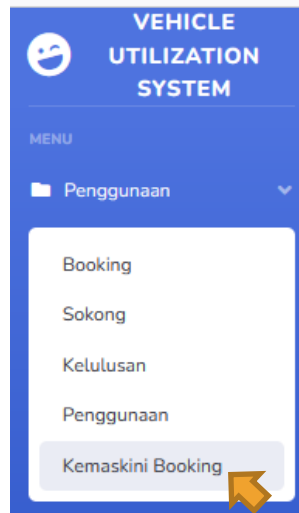 VEHICLE
UTILIZATION
SYSTEM
MENU
Penggunaan
Booking
Sokong
Kelulusan
Penggunaan
Kemaskini Booking